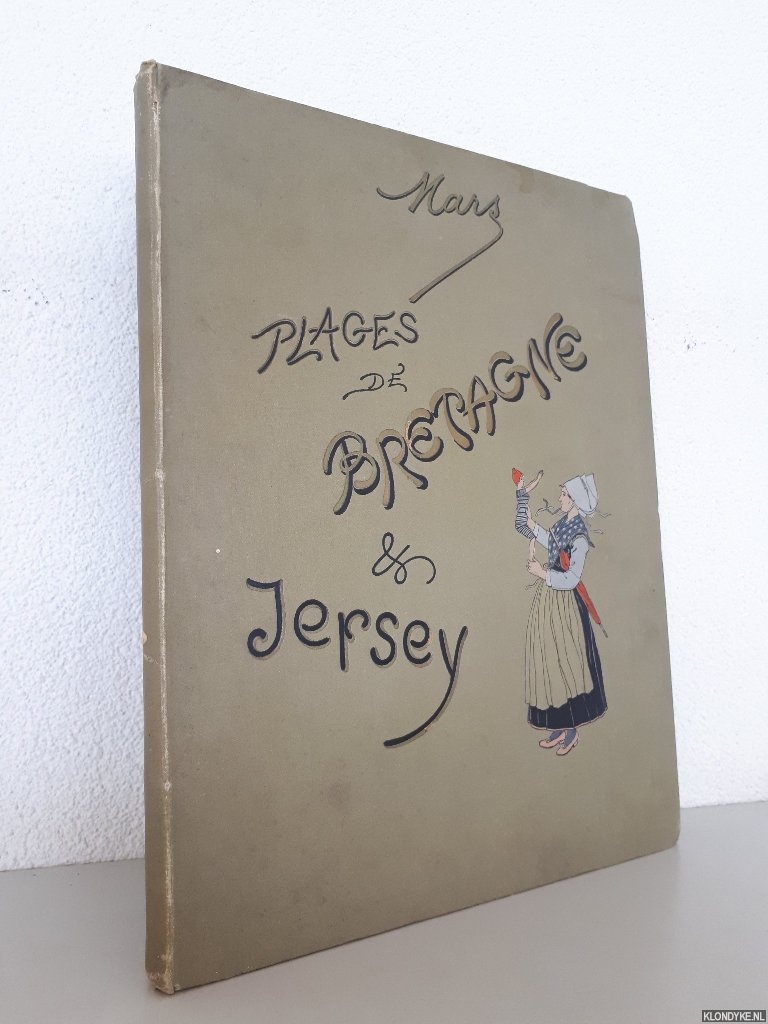 Mars
PLAGES
DE
BRETAGNE
&
Jersey
KLONDYKE.NL